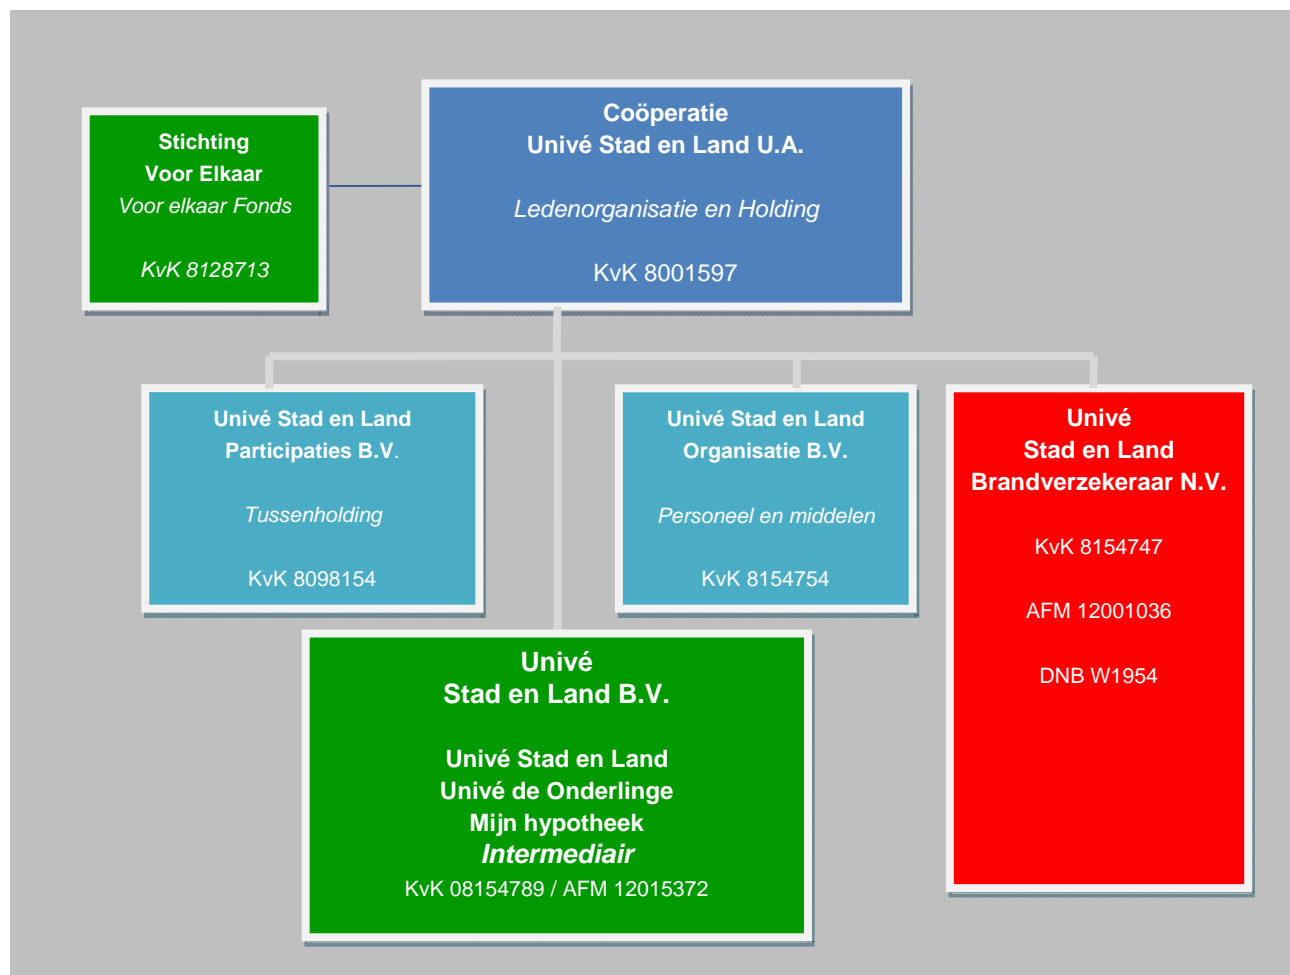 Stichting
Voor Elkaar
Voor elkaar Fonds
KvK 8128713
Coöperatie
Univé Stad en Land U.A.
Ledenorganisatie en Holding
KvK 8001597
Univé Stad en Land
Participaties B.V.
Tussenholding
KvK 8098154
Univé Stad en Land
Organisatie B.V.
Personeel en middelen
KvK 8154754
Univé
Stad en Land
Brandverzekeraar N.V.
KvK 8154747
AFM 12001036
DNB W1954
Univé
Stad en Land B.V.
Univé Stad en Land
Univé de Onderlinge
Mijn hypotheek
Intermediair
KvK 08154789 / AFM 12015372